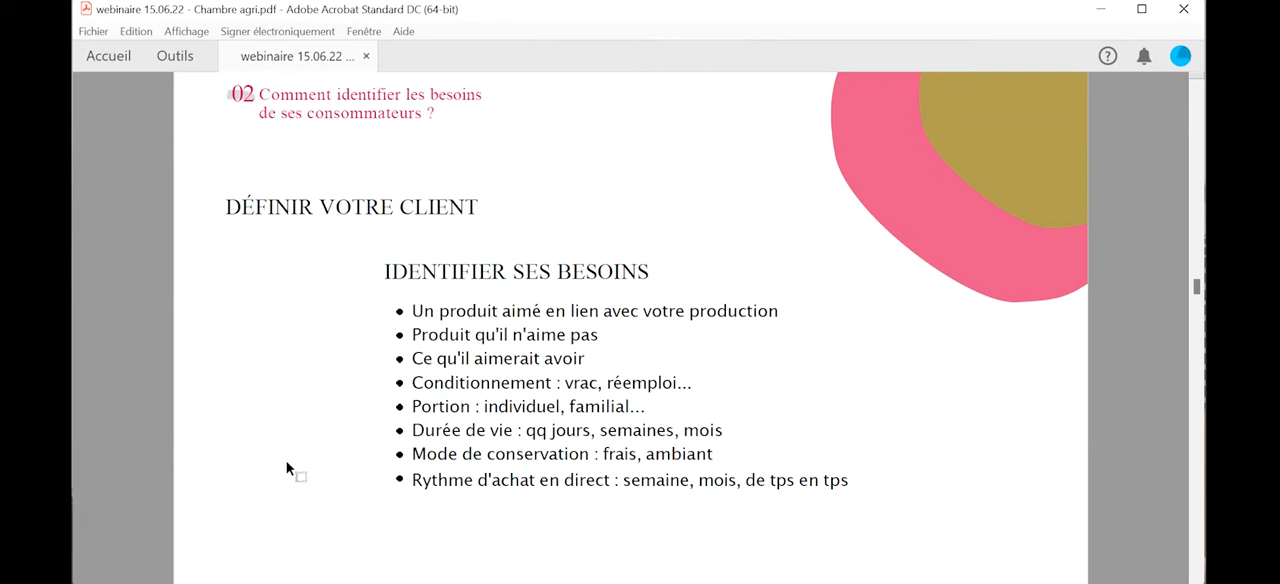 webinaire 15.06.22 - Chambre agri.pdf - Adobe Acrobat Standard DC (64-bit)
Fichier Edition Affichage Signer électroniquement Fenêtre Aide
Accueil Outils webinaire 15.06.22 ... ×
02 Comment identifier les besoins
de ses consommateurs ?
DÉFINIR VOTRE CLIENT
IDENTIFIER SES BESOINS
• Un produit aimé en lien avec votre production
• Produit qu'il n'aime pas
• Ce qu'il aimerait avoir
• Conditionnement : vrac, réemploi...
• Portion : individuel, familial...
• Durée de vie : qq jours, semaines, mois
• Mode de conservation : frais, ambiant
• Rythme d'achat en direct : semaine, mois, de tps en tps